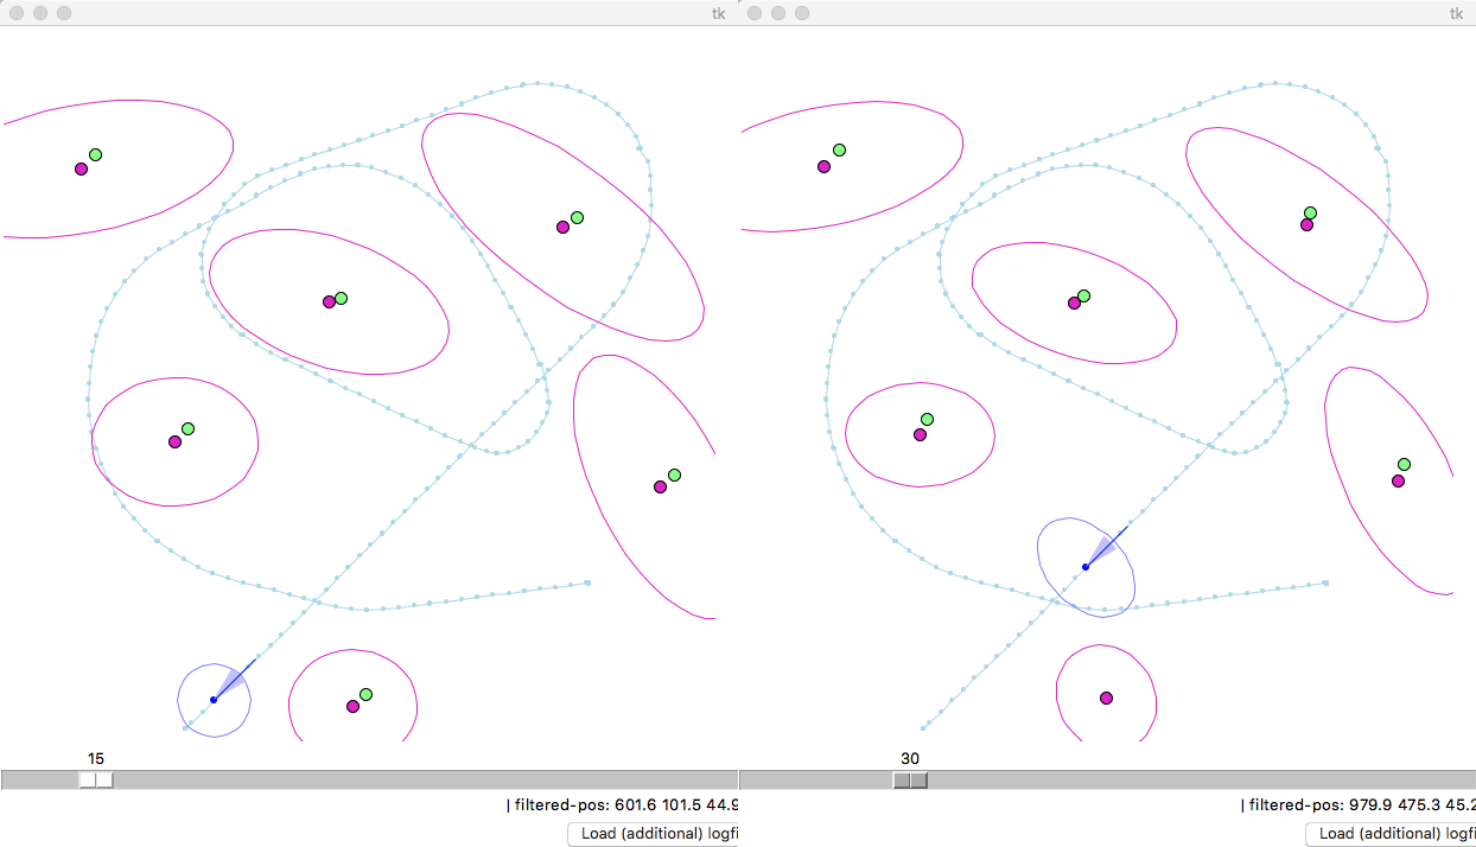 tk
tk
15
30
| filtered-pos: 601.6 101.5 44.9
| filtered-pos: 979.9 475.3 45.2
Load (additional) logfi
Load (additional) logfi